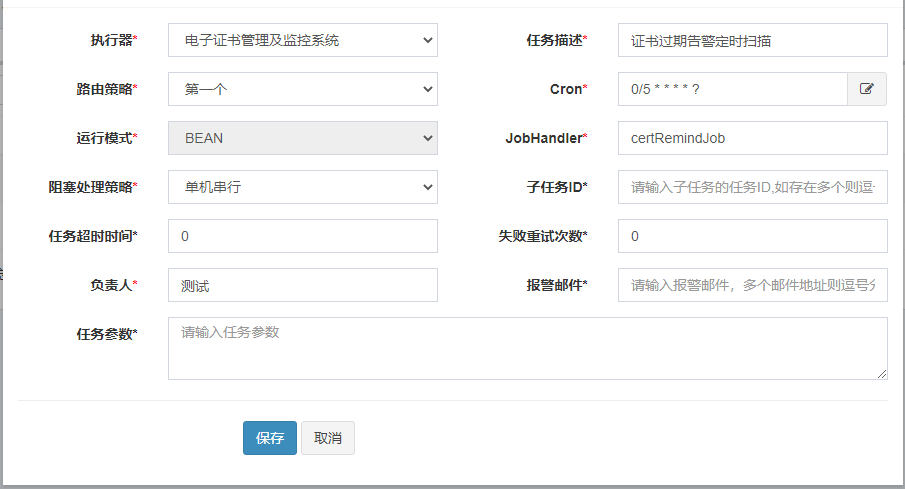 执行器* 电子证书管理及监控系统 任务描述* 证书过期告警定时扫描
路由策略* 第一个 Cron* 0/5 * * * * ?
运行模式* BEAN JobHandler* certRemindJob
阻塞处理策略* 单机串行 子任务ID* 请输入子任务的任务ID,如存在多个则逗
任务超时时间* 0 失败重试次数* 0
负责人* 测试 报警邮件* 请输入报警邮件，多个邮件地址则逗号分
任务参数* 请输入任务参数
保存 取消